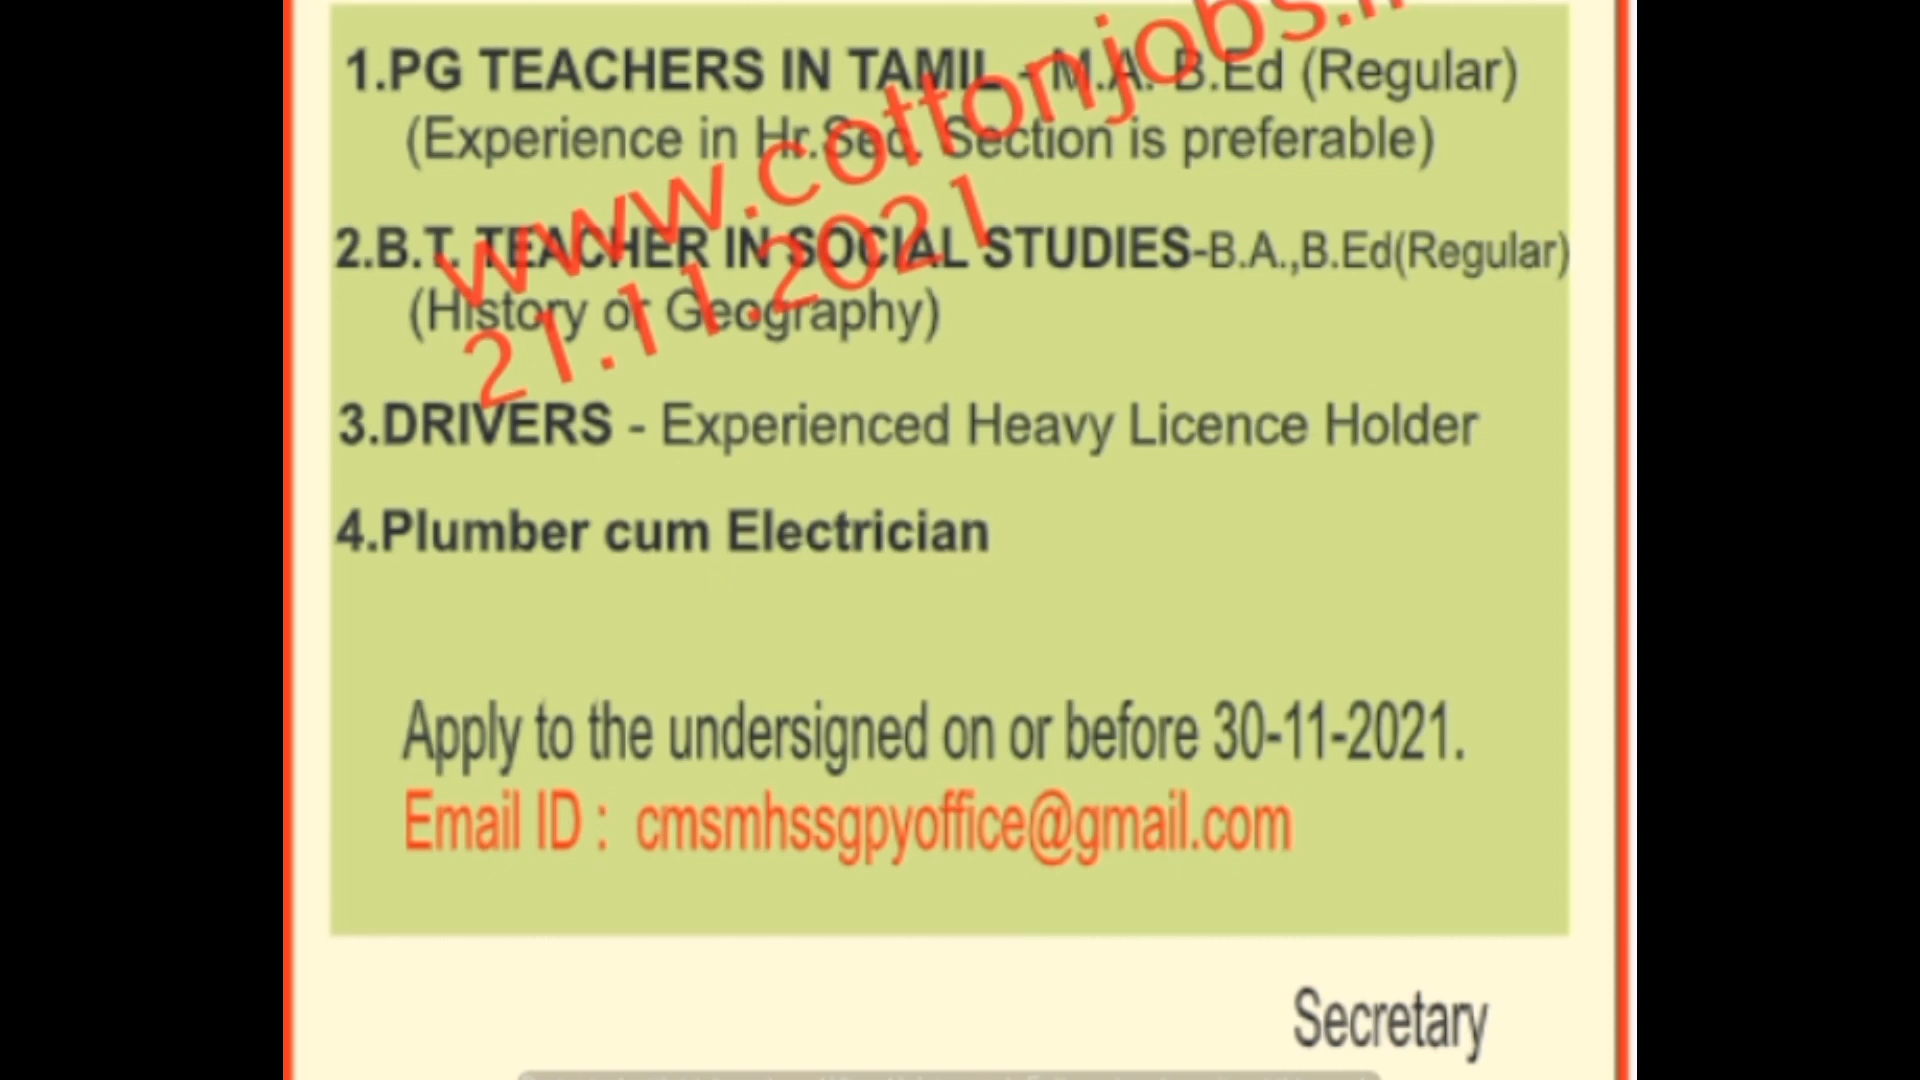 1.PG TEACHERS IN TAMIL - M.A. B.Ed (Regular)
(Experience in Hr.Sec. Section is preferable)
2.B.T. TEACHER IN SOCIAL STUDIES-B.A.,B.Ed(Regular)
(History or Geography)
3.DRIVERS - Experienced Heavy Licence Holder
4.Plumber cum Electrician
www.cottonjobs.
21.11.2021
Apply to the undersigned on or before 30-11-2021.
Email ID : cmsmhssgpyoffice@gmail.com
Secretary